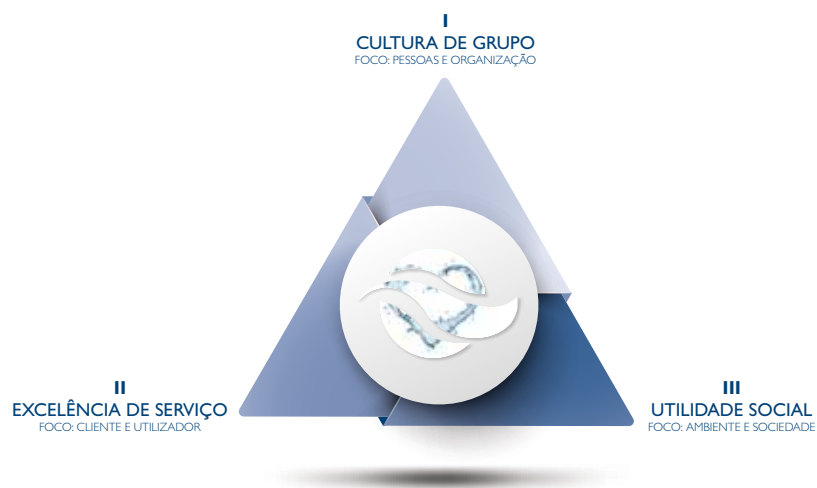 I
CULTURA DE GRUPO
FOCO: PESSOAS E ORGANIZAÇÃO
II
EXCELÊNCIA DE SERVIÇO
FOCO: CLIENTE E UTILIZADOR
III
UTILIDADE SOCIAL
FOCO: AMBIENTE E SOCIEDADE